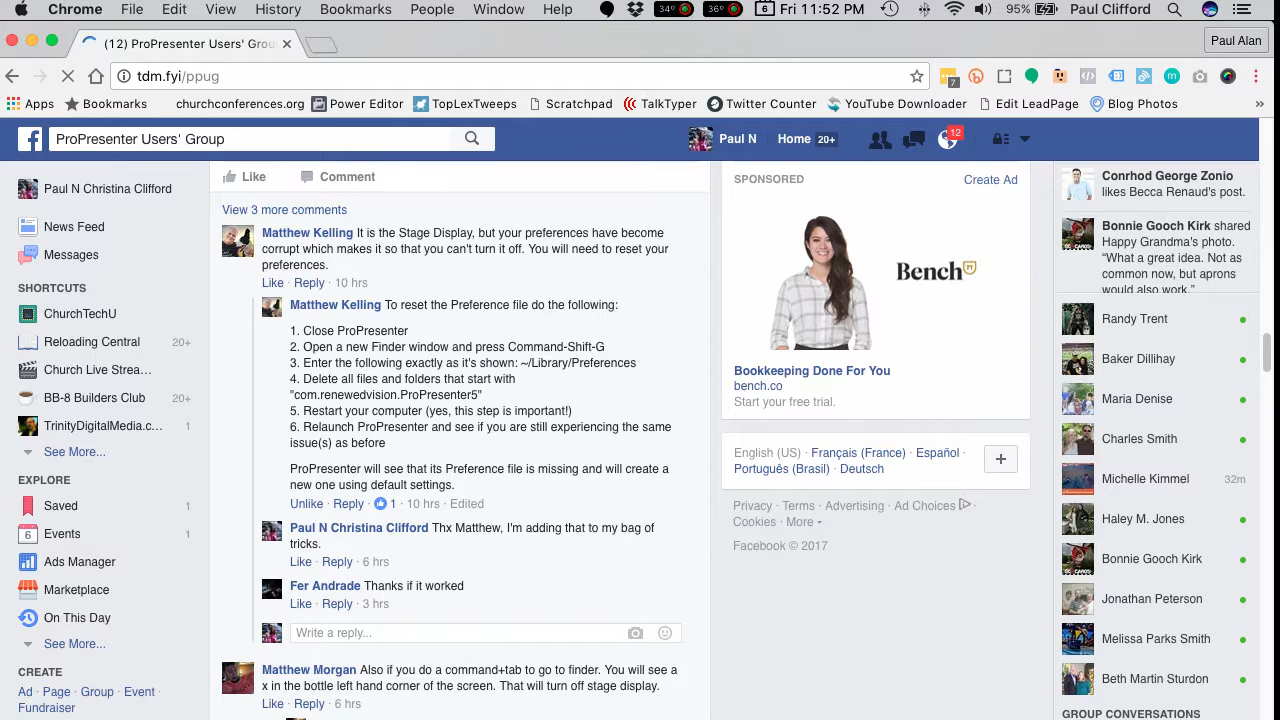 Chrome File Edit View History Bookmarks People Window Help 34° 36° 6 Fri 11:52 PM 95% Paul Clifford
(12) ProPresenter Users' Grou Paul Alan
tdm.fyi/ppug 7
Apps Bookmarks churchconferences.org Power Editor TopLexTweeps Scratchpad TalkTyper Twitter Counter YouTube Downloader Edit LeadPage Blog Photos »
ProPresenter Users' Group Paul N Home 20+ 12
Paul N Christina Clifford
News Feed
Messages
SHORTCUTS
ChurchTechU
Reloading Central 20+
Church Live Strea…
BB-8 Builders Club 20+
TrinityDigitalMedia.c… 1
See More...
EXPLORE
Saved 1
6 Events 1
Ads Manager
Marketplace
On This Day
See More...
CREATE
Ad · Page · Group · Event ·
Fundraiser
Like Comment
View 3 more comments
Matthew Kelling It is the Stage Display, but your preferences have become
corrupt which makes it so that you can't turn it off. You will need to reset your
preferences.
Like · Reply · 10 hrs
Matthew Kelling To reset the Preference file do the following:
1. Close ProPresenter
2. Open a new Finder window and press Command-Shift-G
3. Enter the following exactly as it's shown: ~/Library/Preferences
4. Delete all files and folders that start with
"com.renewedvision.ProPresenter5"
5. Restart your computer (yes, this step is important!)
6. Relaunch ProPresenter and see if you are still experiencing the same
issue(s) as before
ProPresenter will see that its Preference file is missing and will create a
new one using default settings.
Unlike · Reply · 1 · 10 hrs · Edited
Paul N Christina Clifford Thx Matthew, I'm adding that to my bag of
tricks.
Like · Reply · 6 hrs
Fer Andrade Thanks if it worked
Like · Reply · 3 hrs
Write a reply...
Matthew Morgan Also if you do a command+tab to go to finder. You will see a
x in the bottle left hand corner of the screen. That will turn off stage display.
Like · Reply · 6 hrs
SPONSORED Create Ad
Bench
Bookkeeping Done For You
bench.co
Start your free trial.
English (US) · Français (France) · Español ·
Português (Brasil) · Deutsch
+
Privacy · Terms · Advertising · Ad Choices ·
Cookies · More
Facebook © 2017
Conrhod George Zonio
likes Becca Renaud's post.
Bonnie Gooch Kirk shared
Happy Grandma's photo.
“What a great idea. Not as
common now, but aprons
would also work.”
Randy Trent
Baker Dillihay
Maria Denise
Charles Smith
Michelle Kimmel 32m
Haley M. Jones
Bonnie Gooch Kirk
Jonathan Peterson
Melissa Parks Smith
Beth Martin Sturdon
GROUP CONVERSATIONS